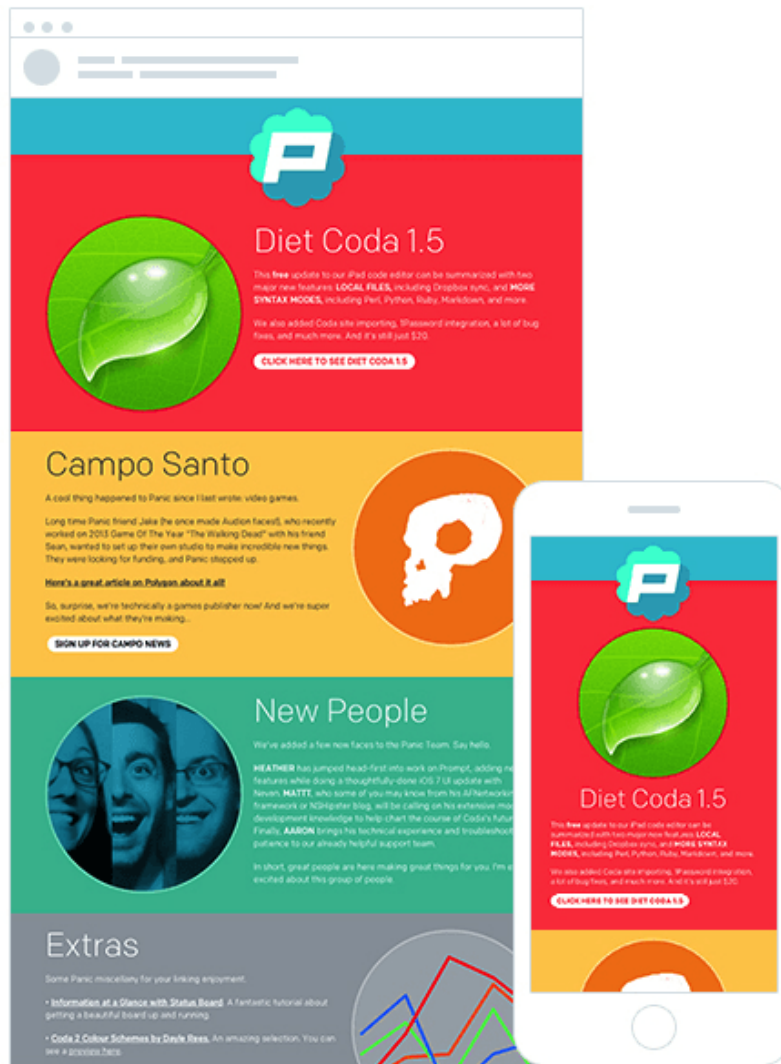 P
Diet Coda 1.5
This free update to our iPad code editor can be summarized with two
major new features: LOCAL FILES, including Dropbox sync, and MORE
SYNTAX MODES, including Perl, Python, Ruby, Markdown, and more.
We also added Coda site importing, 1Password integration, a lot of bug
fixes, and much more. And it's still just $20.
CLICK HERE TO SEE DIET CODA 1.5
Campo Santo
A cool thing happened to Panic since I last wrote: video games.
Long time Panic friend Jake (he once made Audion faces!), who recently
worked on 2013 Game Of The Year "The Walking Dead" with his friend
Sean, wanted to set up their own studio to make incredible new things.
They were looking for funding, and Panic stepped up.
Here's a great article on Polygon about it all!
So, surprise, we're technically a games publisher now! And we're super
excited about what they're making...
SIGN UP FOR CAMPO NEWS
New People
We've added a few new faces to the Panic Team. Say hello.
HEATHER has jumped head-first into work on Prompt, adding
features while doing a thoughtfully-done iOS 7 UI update with
Neven. MATTT, who some of you may know from his AFNetworkin
framework or NSHipster blog, will be calling on his extensive
development knowledge to help chart the course of Coda's
Finally, AARON brings his technical experience and
patience to our already helpful support team.
In short, great people are here making great things for you. I'm
excited about this group of people.
Extras
Some Panic miscellany for your linking enjoyment.
• Information at a Glance with Status Board. A fantastic tutorial about
getting a beautiful board up and running.
• Coda 2 Colour Schemes by Dayle Rees. An amazing selection. You can
see a preview here.
P
Diet Coda 1.5
This free update to our iPad code editor can be
summarized with two major new features: LOCAL
FILES, including Dropbox sync, and MORE SYNTAX
MODES, including Perl, Python, Ruby, Markdown, and more.
We also added Coda site importing, 1Password integration,
a lot of bug fixes, and much more. And it's still just $20.
CLICK HERE TO SEE DIET CODA 1.5